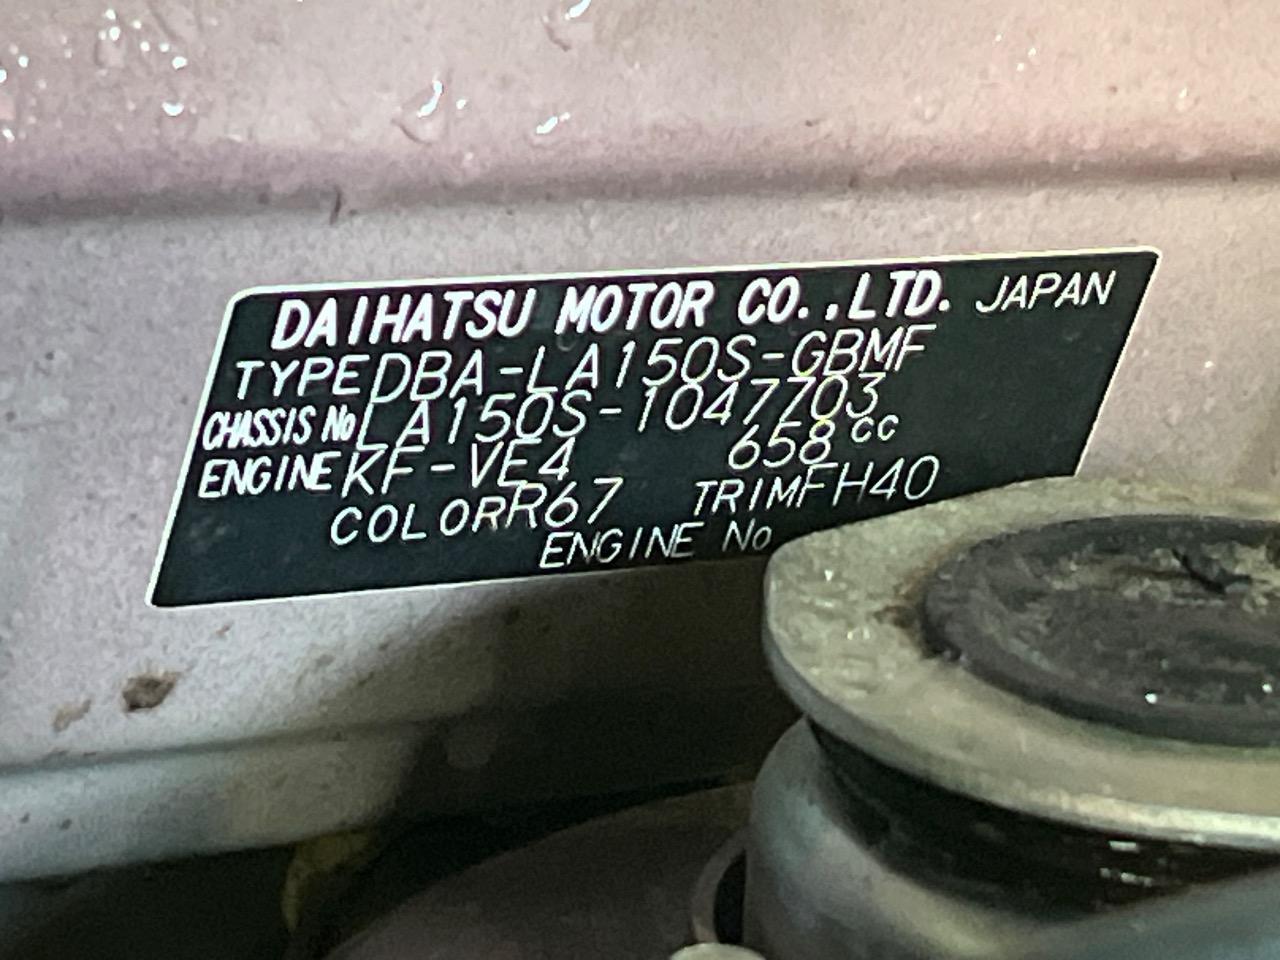 DAIHATSU MOTOR CO.,LTD. JAPAN
TYPE DBA-LA150S-GBMF
CHASSIS No LA150S-1047703
ENGINE KF-VE4 658cc
COLOR R67 TRIM FH40
ENGINE No